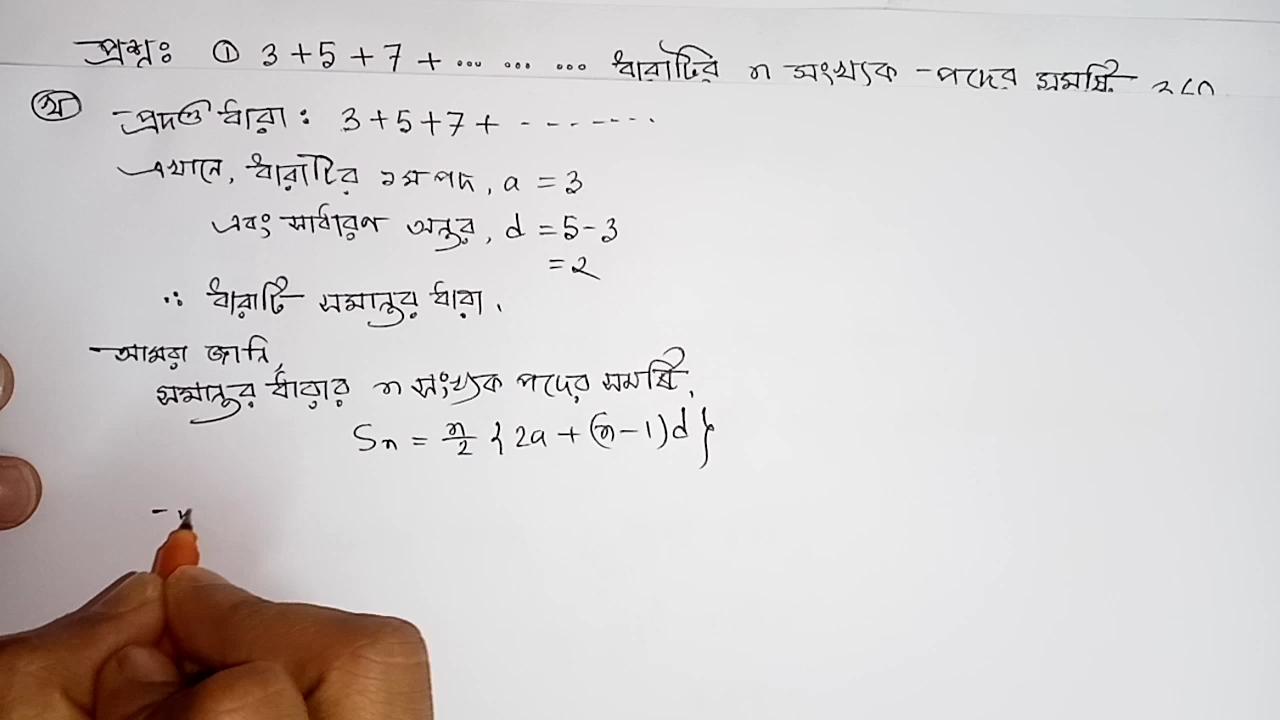 প্রশ্নঃ ① 3 + 5 + 7 + ... ... ... ধারাটির n সংখ্যক পদের সমষ্টি ২৮০
খ প্রদত্ত ধারা : 3 + 5 + 7 + - - - - - - -
এখানে, ধারাটির ১ম পদ, a = 3
এবং সাধারণ অন্তর, d = 5 - 3
= 2
∴ ধারাটি সমান্তর ধারা.
আমরা জানি,
সমান্তর ধারার n সংখ্যক পদের সমষ্টি,
Sn = n/2 { 2a + (n - 1) d }